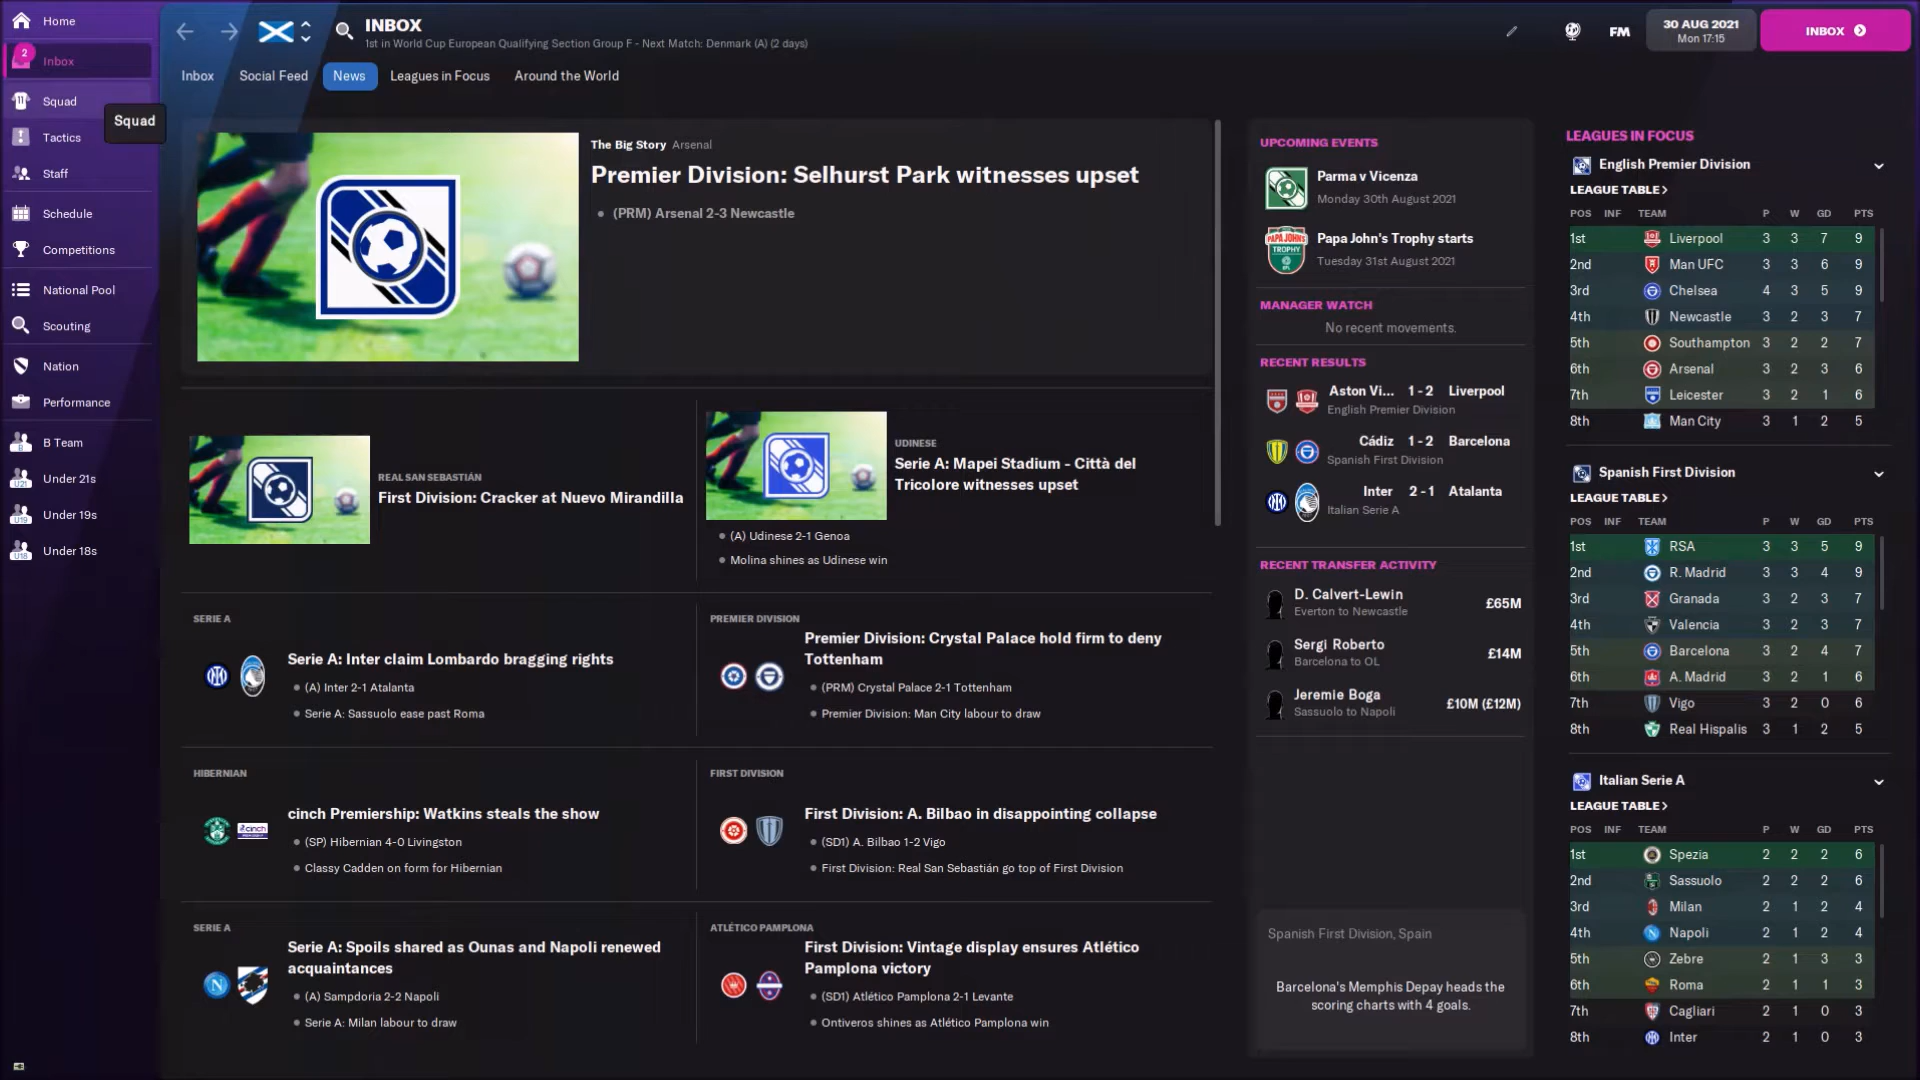 Home
2
Inbox
Squad
Squad
Tactics
Staff
Schedule
Competitions
National Pool
Scouting
Nation
Performance
B Team
Under 21s
Under 19s
Under 18s
INBOX
1st in World Cup European Qualifying Section Group F - Next Match: Denmark (A) (2 days)
FM
30 AUG 2021
Mon 17:15
INBOX
Inbox Social Feed News Leagues in Focus Around the World
The Big Story Arsenal
Premier Division: Selhurst Park witnesses upset
(PRM) Arsenal 2-3 Newcastle
REAL SAN SEBASTIÁN
First Division: Cracker at Nuevo Mirandilla
UDINESE
Serie A: Mapei Stadium - Città del
Tricolore witnesses upset
(A) Udinese 2-1 Genoa
Molina shines as Udinese win
SERIE A
Serie A: Inter claim Lombardo bragging rights
(A) Inter 2-1 Atalanta
Serie A: Sassuolo ease past Roma
PREMIER DIVISION
Premier Division: Crystal Palace hold firm to deny
Tottenham
(PRM) Crystal Palace 2-1 Tottenham
Premier Division: Man City labour to draw
HIBERNIAN
cinch Premiership: Watkins steals the show
(SP) Hibernian 4-0 Livingston
Classy Cadden on form for Hibernian
FIRST DIVISION
First Division: A. Bilbao in disappointing collapse
(SD1) A. Bilbao 1-2 Vigo
First Division: Real San Sebastián go top of First Division
SERIE A
Serie A: Spoils shared as Ounas and Napoli renewed
acquaintances
(A) Sampdoria 2-2 Napoli
Serie A: Milan labour to draw
ATLÉTICO PAMPLONA
First Division: Vintage display ensures Atlético
Pamplona victory
(SD1) Atlético Pamplona 2-1 Levante
Ontiveros shines as Atlético Pamplona win
UPCOMING EVENTS
Parma v Vicenza
Monday 30th August 2021
PAPA JOHNS
TROPHY
Papa John's Trophy starts
Tuesday 31st August 2021
MANAGER WATCH
No recent movements.
RECENT RESULTS
Aston Vi... 1 - 2 Liverpool
English Premier Division
Cádiz 1 - 2 Barcelona
Spanish First Division
Inter 2 - 1 Atalanta
Italian Serie A
RECENT TRANSFER ACTIVITY
D. Calvert-Lewin £65M
Everton to Newcastle
Sergi Roberto £14M
Barcelona to OL
Jeremie Boga £10M (£12M)
Sassuolo to Napoli
Spanish First Division, Spain
Barcelona's Memphis Depay heads the
scoring charts with 4 goals.
LEAGUES IN FOCUS
English Premier Division
LEAGUE TABLE
POS INF TEAM P W GD PTS
1st Liverpool 3 3 7 9
2nd Man UFC 3 3 6 9
3rd Chelsea 4 3 5 9
4th Newcastle 3 2 3 7
5th Southampton 3 2 2 7
6th Arsenal 3 2 3 6
7th Leicester 3 2 1 6
8th Man City 3 1 2 5
Spanish First Division
LEAGUE TABLE
POS INF TEAM P W GD PTS
1st RSA 3 3 5 9
2nd R. Madrid 3 3 4 9
3rd Granada 3 2 3 7
4th Valencia 3 2 3 7
5th Barcelona 3 2 4 7
6th A. Madrid 3 2 1 6
7th Vigo 3 2 0 6
8th Real Hispalis 3 1 2 5
Italian Serie A
LEAGUE TABLE
POS INF TEAM P W GD PTS
1st Spezia 2 2 2 6
2nd Sassuolo 2 2 2 6
3rd Milan 2 1 2 4
4th Napoli 2 1 2 4
5th Zebre 2 1 3 3
6th Roma 2 1 1 3
7th Cagliari 2 1 0 3
8th Inter 2 1 0 3